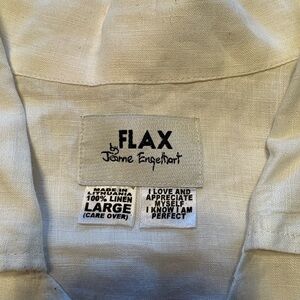 FLAX
by
Jeanne Engelhart
MADE IN
LITHUANIA
100% LINEN
LARGE
(CARE OVER)
I LOVE AND
APPRECIATE
MYSELF
I KNOW I AM
PERFECT